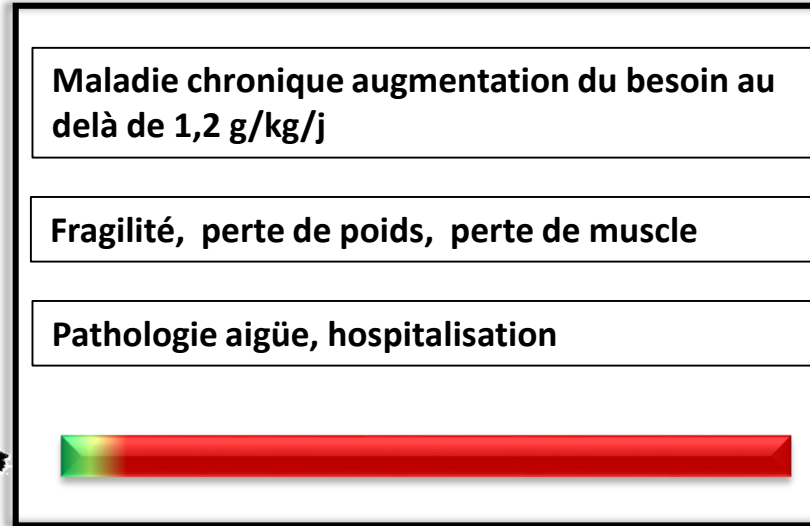 Maladie chronique augmentation du besoin au
delà de 1,2 g/kg/j
Fragilité, perte de poids, perte de muscle
Pathologie aigüe, hospitalisation